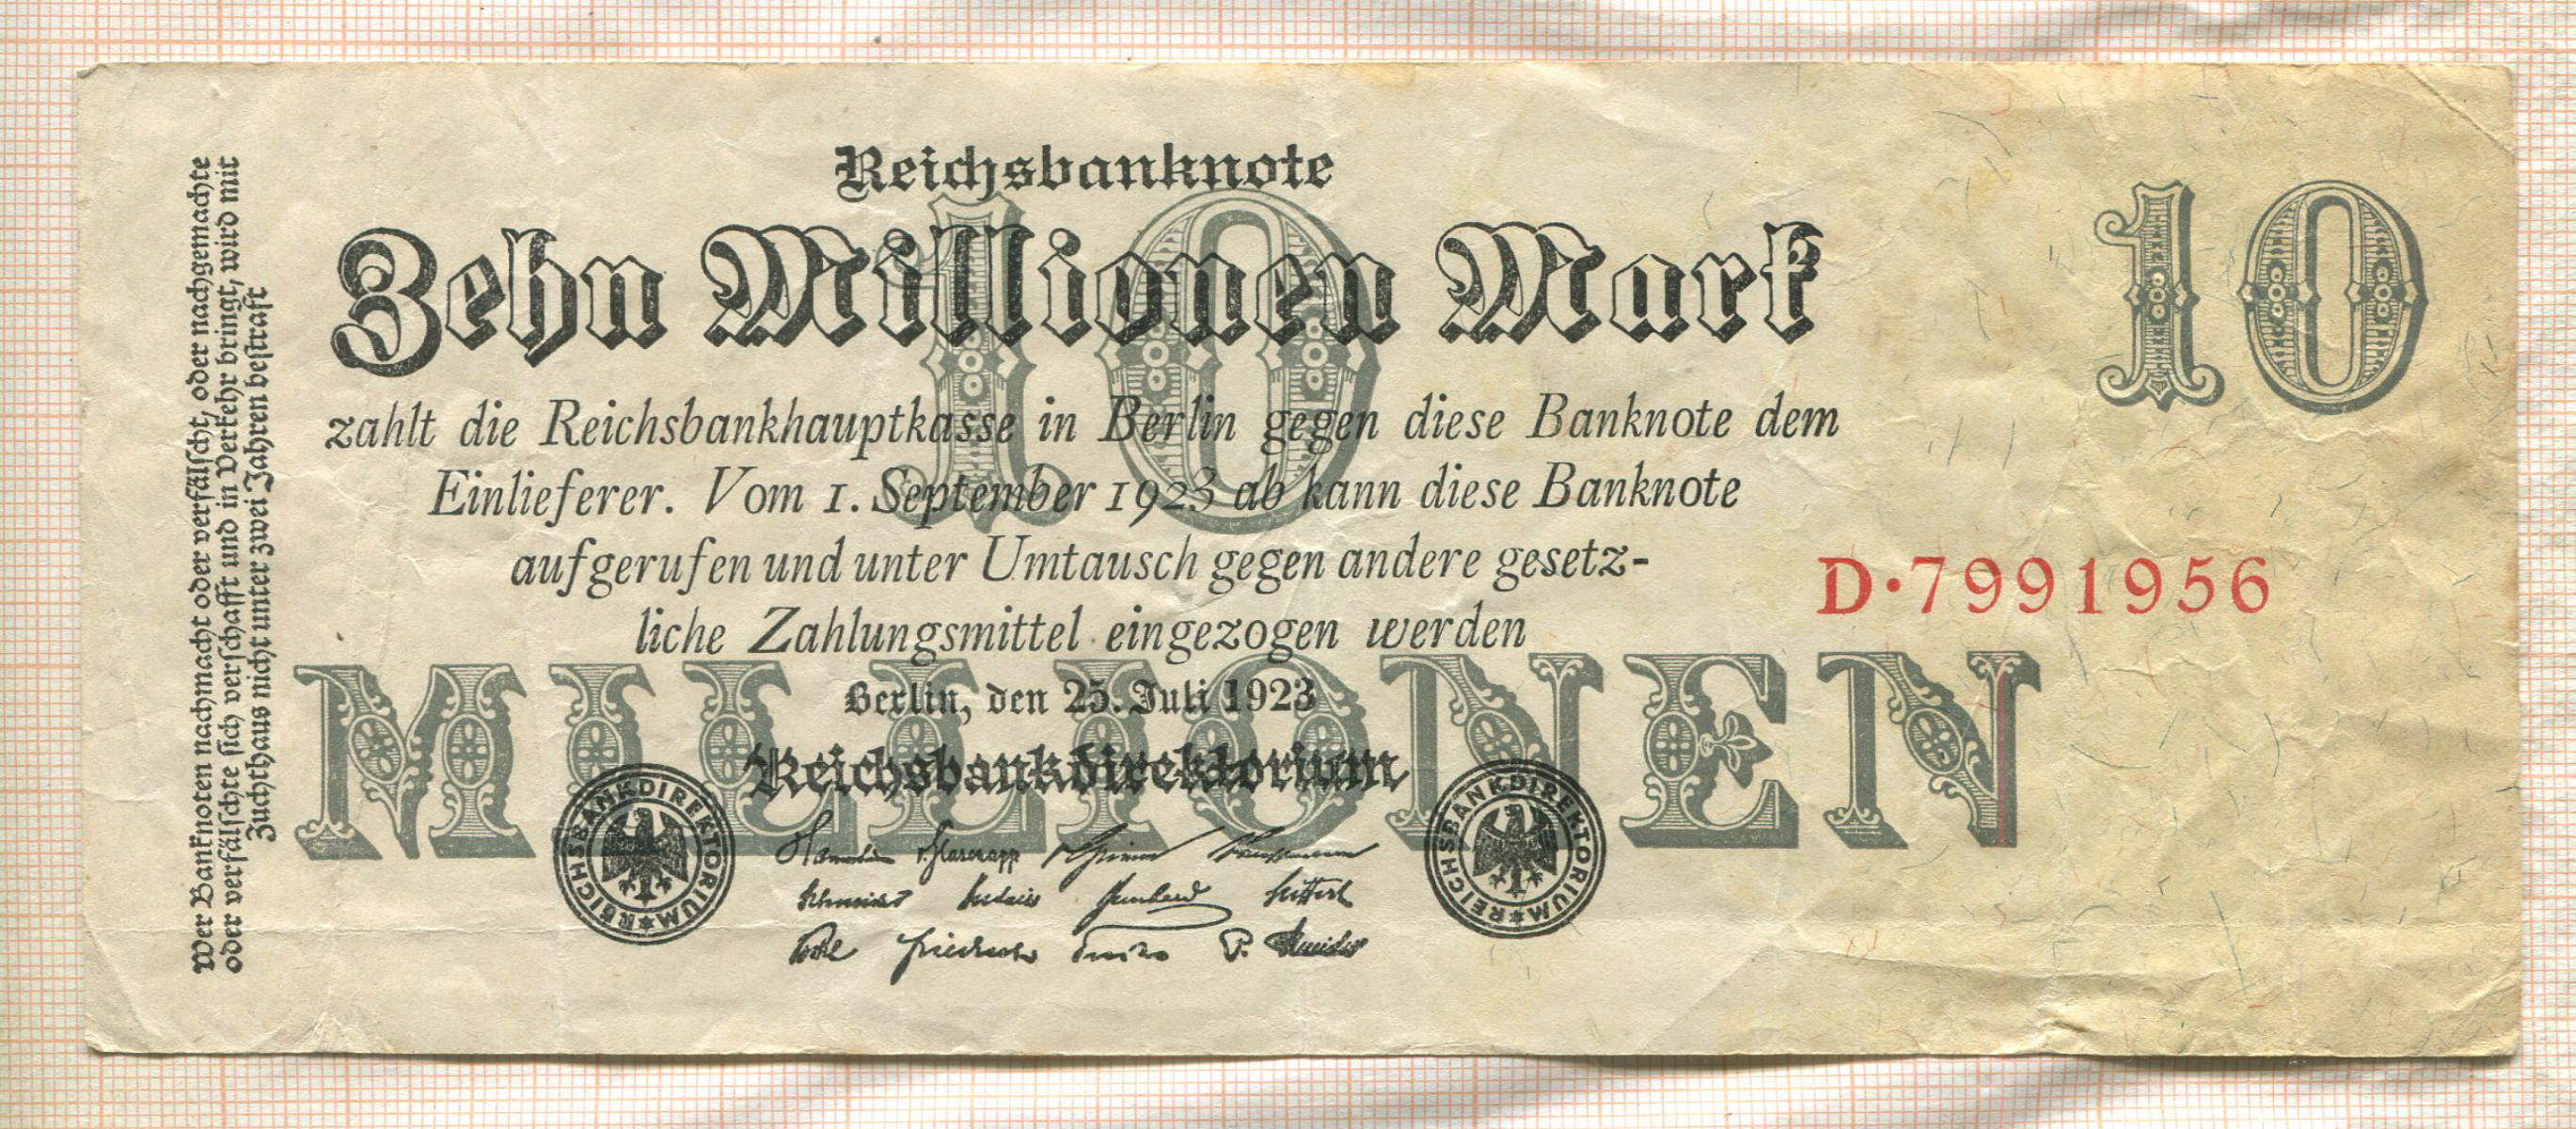 Reichsbanknote
10
Zehn Millionen Mark
10
zahlt die Reichsbankhauptkasse in Berlin gegen diese Banknote dem
Einlieferer. Vom 1. September 1923 ab kann diese Banknote
aufgerufen und unter Umtausch gegen andere gesetz-
liche Zahlungsmittel eingezogen werden
D·7991956
MILLIONEN
Berlin, den 25. Juli 1923
Reichsbankdirektorium
REICHSBANKDIREKTORIUM
REICHSBANKDIREKTORIUM
v. Glasenapp
Schneider
Wer Banknoten nachmacht oder verfälscht, oder nachgemachte
oder verfälschte sich verschafft und in Verkehr bringt, wird mit
Zuchthaus nicht unter zwei Jahren bestraft